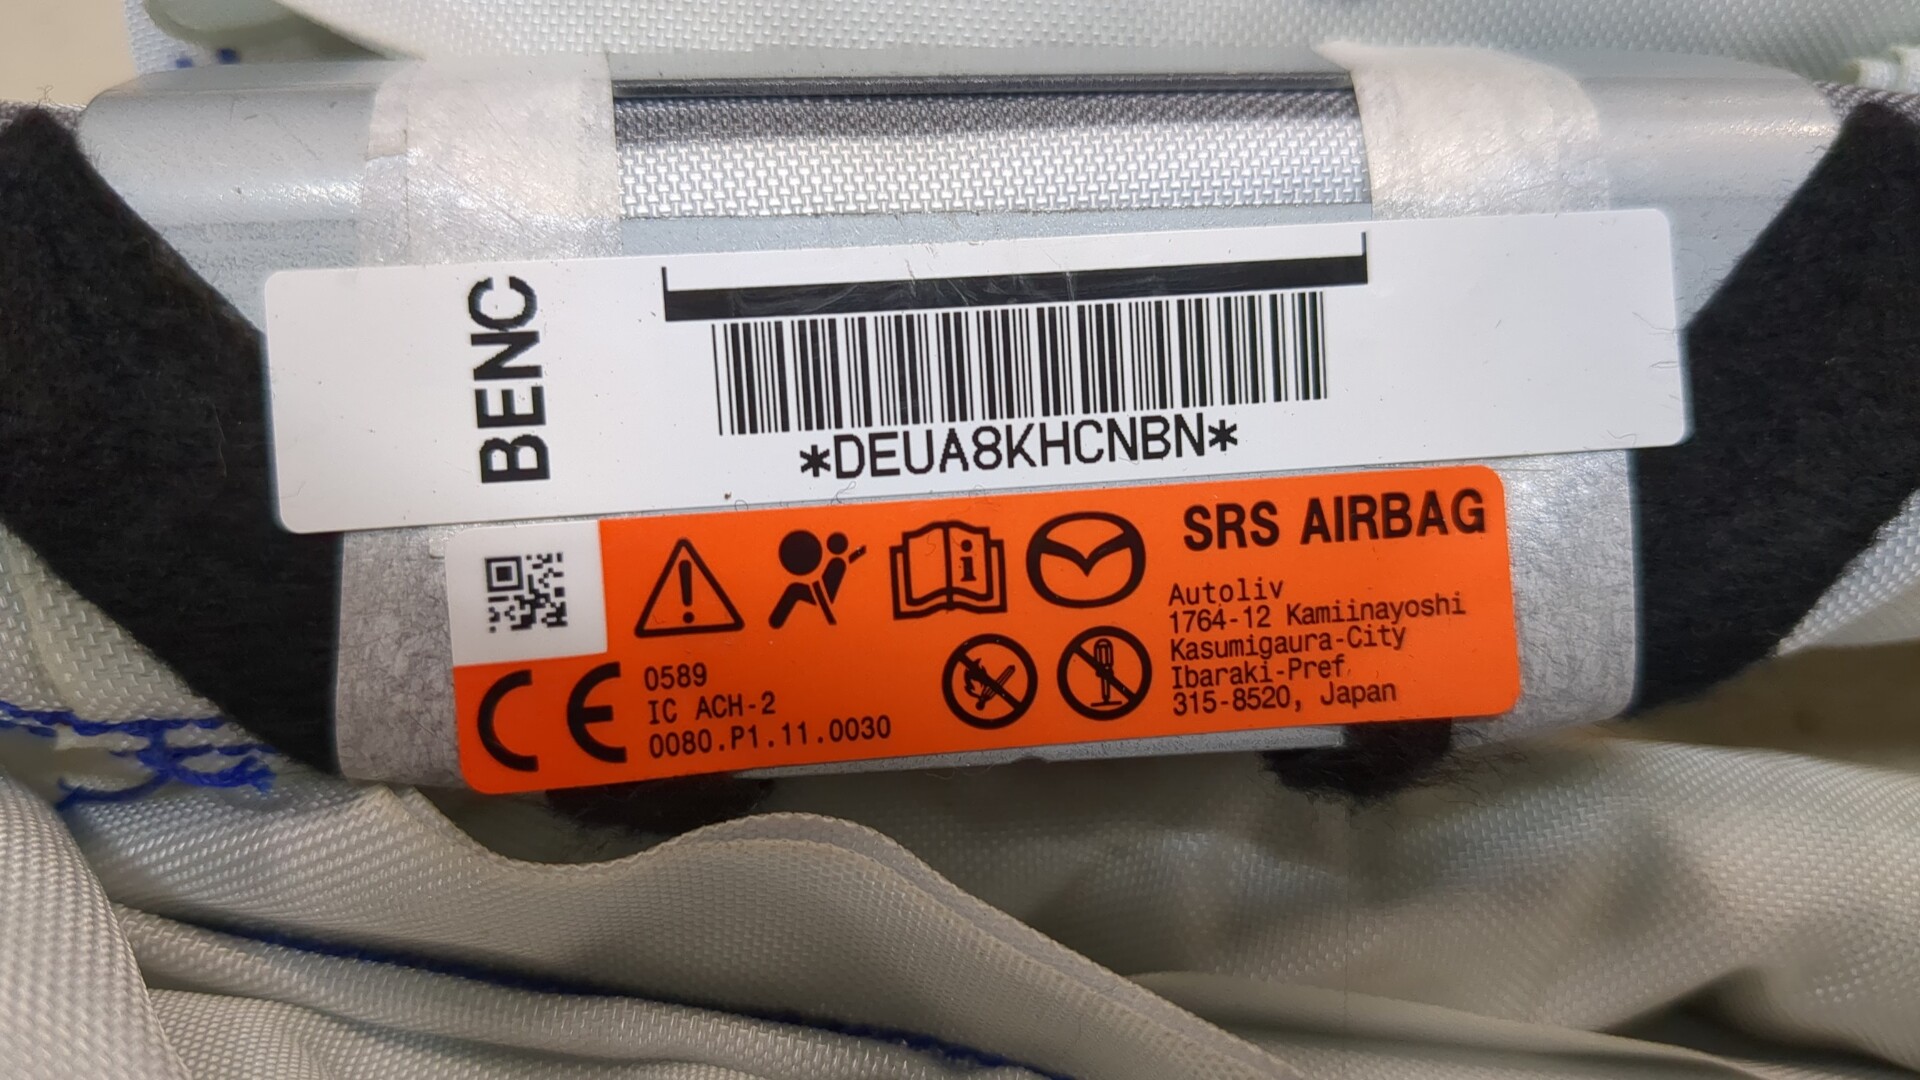 BENC
*DEUA8KHCNBN*
SRS AIRBAG
Autoliv
1764-12 Kamiinayoshi
Kasumigaura-City
Ibaraki-Pref.
315-8520, Japan
CE
0589
IC ACH-2
0080.P1.11.0030